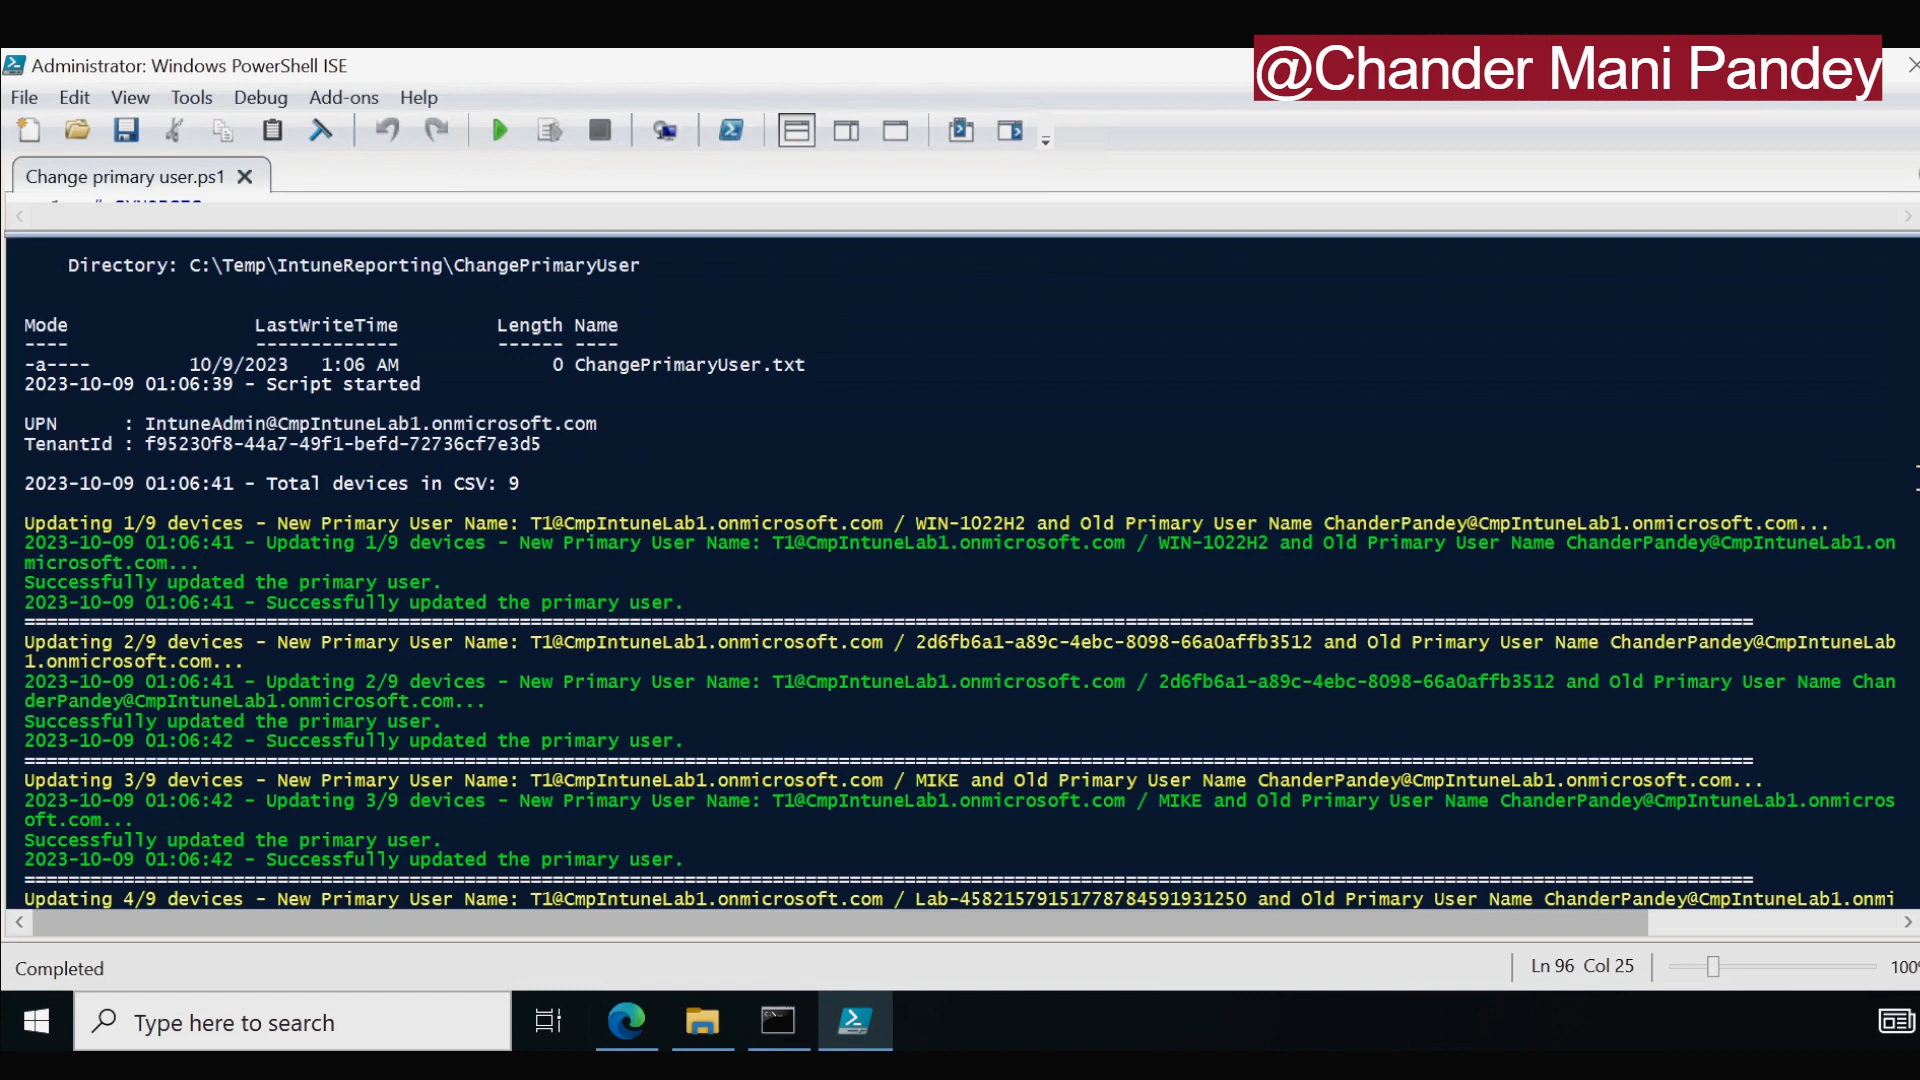 @Chander Mani Pandey
Administrator: Windows PowerShell ISE
File Edit View Tools Debug Add-ons Help
Change primary user.ps1
Directory: C:\Temp\IntuneReporting\ChangePrimaryUser
Mode LastWriteTime Length Name
---- ------------- ------ ----
-a---- 10/9/2023 1:06 AM 0 ChangePrimaryUser.txt
2023-10-09 01:06:39 - Script started
UPN : IntuneAdmin@CmpIntuneLab1.onmicrosoft.com
TenantId : f95230f8-44a7-49f1-befd-72736cf7e3d5
2023-10-09 01:06:41 - Total devices in CSV: 9
Updating 1/9 devices - New Primary User Name: T1@CmpIntuneLab1.onmicrosoft.com / WIN-1022H2 and Old Primary User Name ChanderPandey@CmpIntuneLab1.onmicrosoft.com...
2023-10-09 01:06:41 - Updating 1/9 devices - New Primary User Name: T1@CmpIntuneLab1.onmicrosoft.com / WIN-1022H2 and Old Primary User Name ChanderPandey@CmpIntuneLab1.on
microsoft.com...
Successfully updated the primary user.
2023-10-09 01:06:41 - Successfully updated the primary user.
==============================================================================================================================================================
Updating 2/9 devices - New Primary User Name: T1@CmpIntuneLab1.onmicrosoft.com / 2d6fb6a1-a89c-4ebc-8098-66a0affb3512 and Old Primary User Name ChanderPandey@CmpIntuneLab
1.onmicrosoft.com...
2023-10-09 01:06:41 - Updating 2/9 devices - New Primary User Name: T1@CmpIntuneLab1.onmicrosoft.com / 2d6fb6a1-a89c-4ebc-8098-66a0affb3512 and Old Primary User Name Chan
derPandey@CmpIntuneLab1.onmicrosoft.com...
Successfully updated the primary user.
2023-10-09 01:06:42 - Successfully updated the primary user.
==============================================================================================================================================================
Updating 3/9 devices - New Primary User Name: T1@CmpIntuneLab1.onmicrosoft.com / MIKE and Old Primary User Name ChanderPandey@CmpIntuneLab1.onmicrosoft.com...
2023-10-09 01:06:42 - Updating 3/9 devices - New Primary User Name: T1@CmpIntuneLab1.onmicrosoft.com / MIKE and Old Primary User Name ChanderPandey@CmpIntuneLab1.onmicros
oft.com...
Successfully updated the primary user.
2023-10-09 01:06:42 - Successfully updated the primary user.
==============================================================================================================================================================
Updating 4/9 devices - New Primary User Name: T1@CmpIntuneLab1.onmicrosoft.com / Lab-45821579151778784591931250 and Old Primary User Name ChanderPandey@CmpIntuneLab1.onmi
Completed Ln 96 Col 25 100
Type here to search